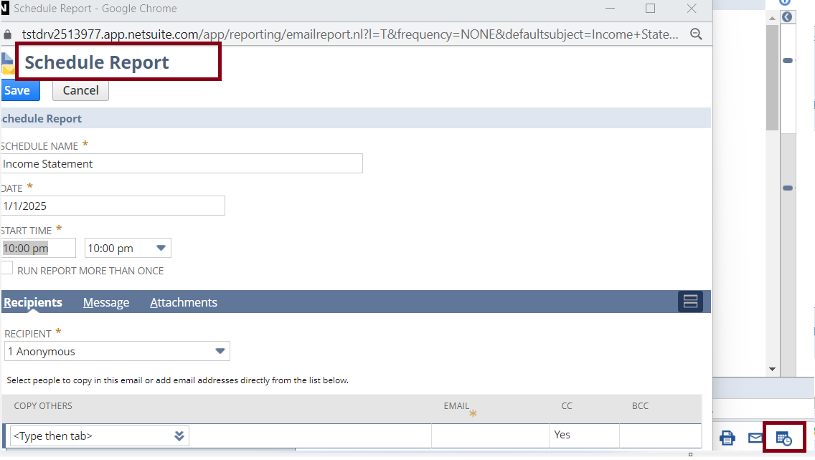 N Schedule Report - Google Chrome
tstdrv2513977.app.netsuite.com/app/reporting/emailreport.nl?l=T&frequency=NONE&defaultsubject=Income+State...
Schedule Report
Save Cancel
chedule Report
SCHEDULE NAME *
Income Statement
DATE *
1/1/2025
START TIME *
10:00 pm 10:00 pm
RUN REPORT MORE THAN ONCE
Recipients Message Attachments
RECIPIENT *
1 Anonymous
Select people to copy in this email or add email addresses directly from the list below.
COPY OTHERS EMAIL * CC BCC
<Type then tab> Yes